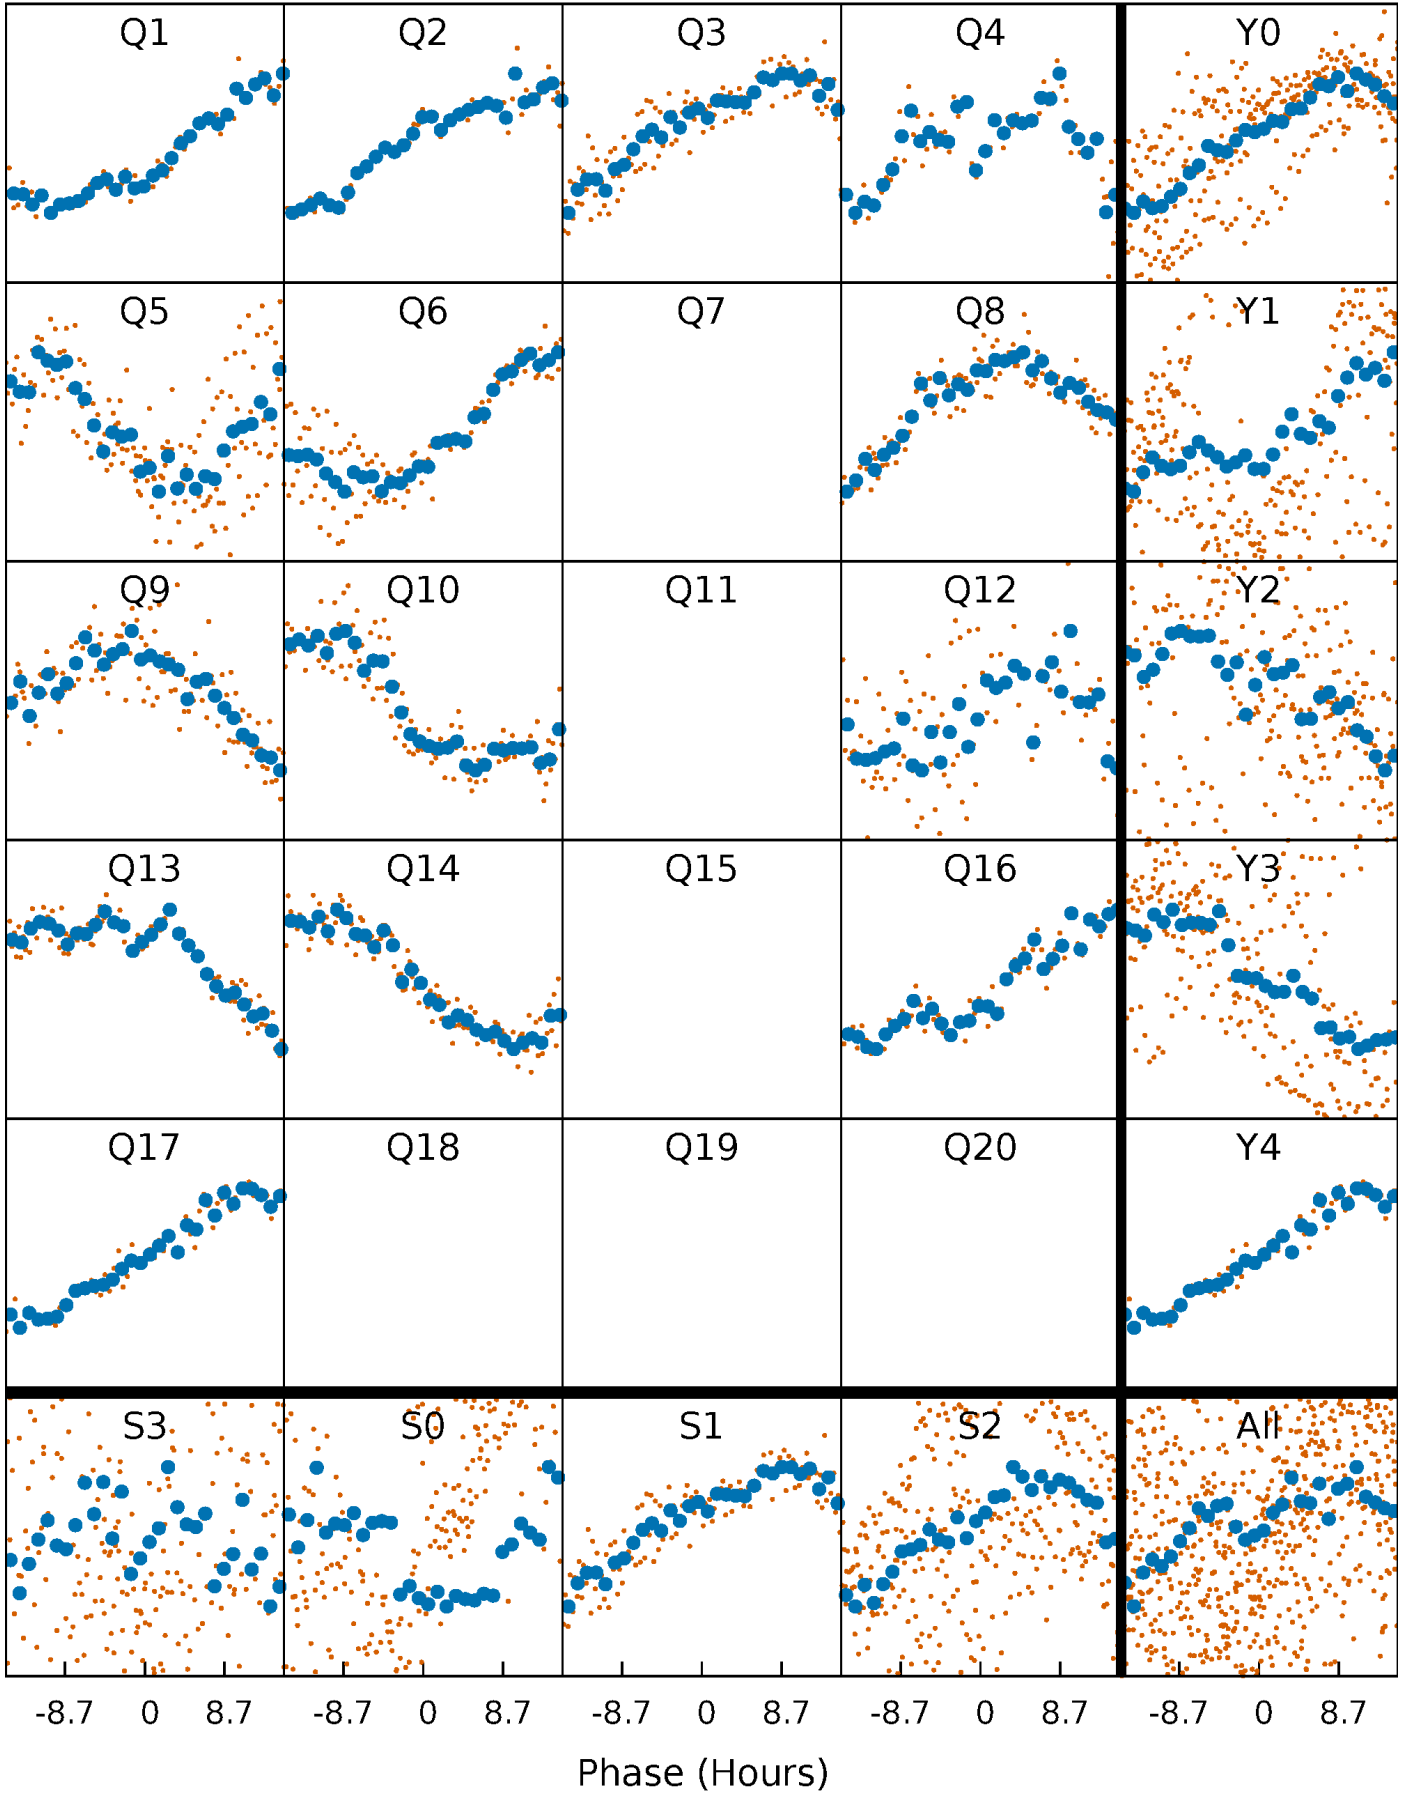 Q1 Q2 Q3 Q4 Y0
Q5 Q6 Q7 Q8 Y1
Q9 Q10 Q11 Q12 Y2
Q13 Q14 Q15 Q16 Y3
Q17 Q18 Q19 Q20 Y4
S3 S0 S1 S2 All
-8.7 0 8.7 -8.7 0 8.7 -8.7 0 8.7 -8.7 0 8.7 -8.7 0 8.7
Phase (Hours)